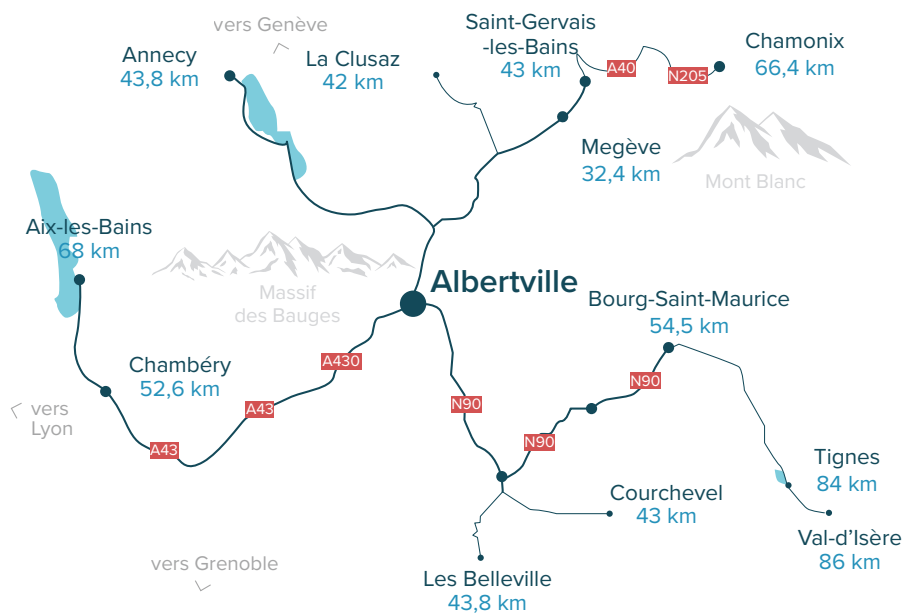 vers Genève
Saint-Gervais
-les-Bains
43 km
Annecy
43,8 km
La Clusaz
42 km
Chamonix
66,4 km
A40
N205
Megève
32,4 km
Mont Blanc
Aix-les-Bains
68 km
Massif
des Bauges
Albertville
Bourg-Saint-Maurice
54,5 km
Chambéry
52,6 km
A430
A43
A43
N90
N90
N90
vers
Lyon
Tignes
84 km
Courchevel
43 km
Val-d'Isère
86 km
vers Grenoble
Les Belleville
43,8 km